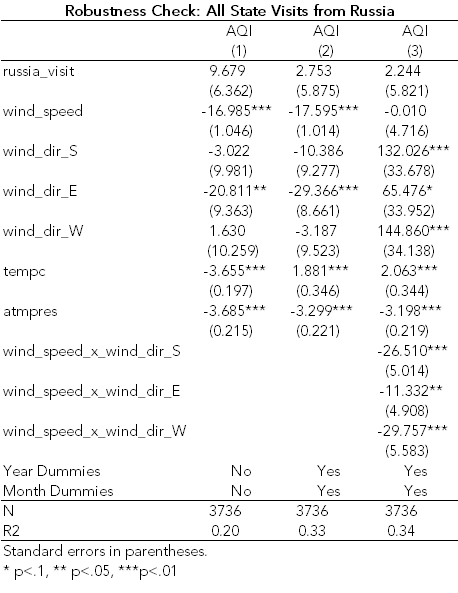 Robustness Check: All State Visits from Russia
AQI AQI AQI
(1) (2) (3)
russia_visit 9.679 2.753 2.244
(6.362) (5.875) (5.821)
wind_speed -16.985*** -17.595*** -0.010
(1.046) (1.014) (4.716)
wind_dir_S -3.022 -10.386 132.026***
(9.981) (9.277) (33.678)
wind_dir_E -20.811** -29.366*** 65.476*
(9.363) (8.661) (33.952)
wind_dir_W 1.630 -3.187 144.860***
(10.259) (9.523) (34.138)
tempc -3.655*** 1.881*** 2.063***
(0.197) (0.346) (0.344)
atmpres -3.685*** -3.299*** -3.198***
(0.215) (0.221) (0.219)
wind_speed_x_wind_dir_S -26.510***
(5.014)
wind_speed_x_wind_dir_E -11.332**
(4.908)
wind_speed_x_wind_dir_W -29.757***
(5.583)
Year Dummies No Yes Yes
Month Dummies No Yes Yes
N 3736 3736 3736
R2 0.20 0.33 0.34
Standard errors in parentheses.
* p<.1, ** p<.05, ***p<.01